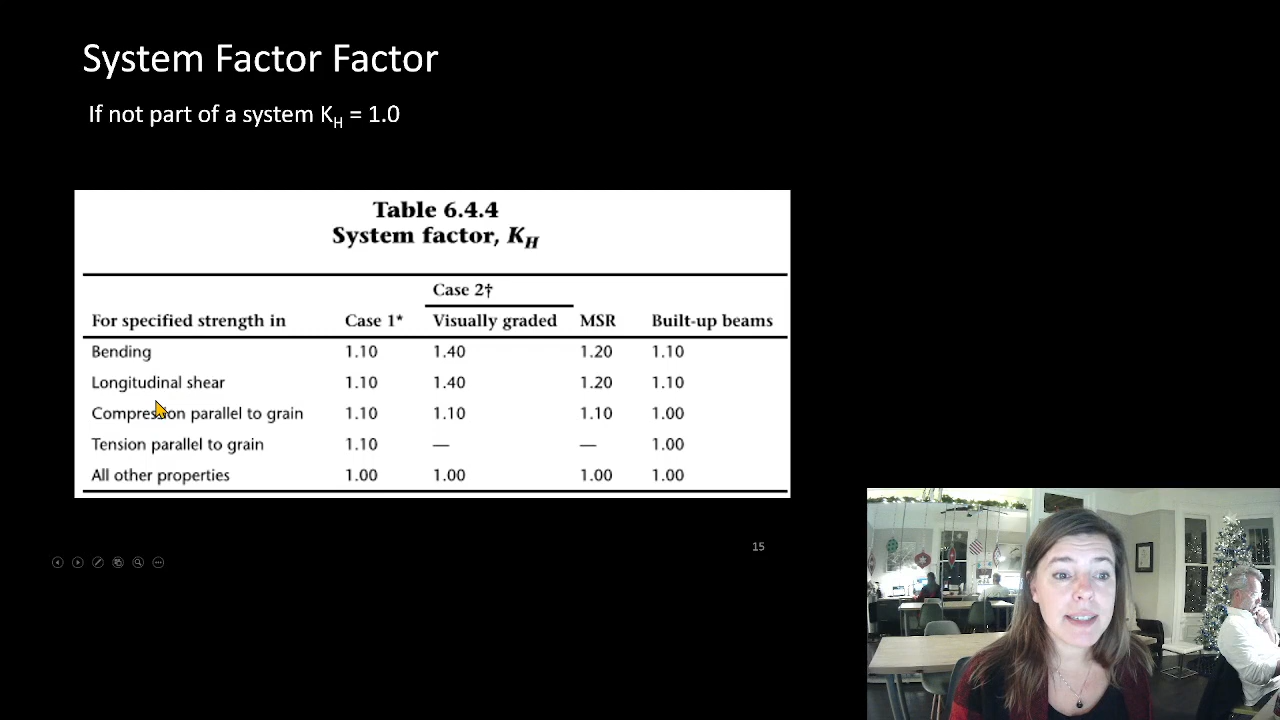 System Factor Factor
If not part of a system KH = 1.0
Table 6.4.4
System factor, KH
Case 2†
For specified strength in Case 1* Visually graded MSR Built-up beams
Bending 1.10 1.40 1.20 1.10
Longitudinal shear 1.10 1.40 1.20 1.10
Compression parallel to grain 1.10 1.10 1.10 1.00
Tension parallel to grain 1.10 — — 1.00
All other properties 1.00 1.00 1.00 1.00
15